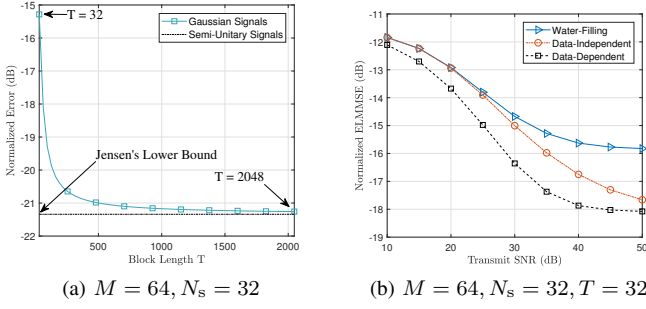 -15
-16
-17
-18
-19
-20
-21
-22
Normalized Error (dB)
T = 32
Gaussian Signals
Semi-Unitary Signals
Jensen's Lower Bound
T = 2048
500
1000
1500
2000
Block Length T
(a) M = 64, Ns = 32
-11
-12
-13
-14
-15
-16
-17
-18
-19
Normalized ELMMSE (dB)
Water-Filling
Data-Independent
Data-Dependent
10
20
30
40
50
Transmit SNR (dB)
(b) M = 64, Ns = 32, T = 32